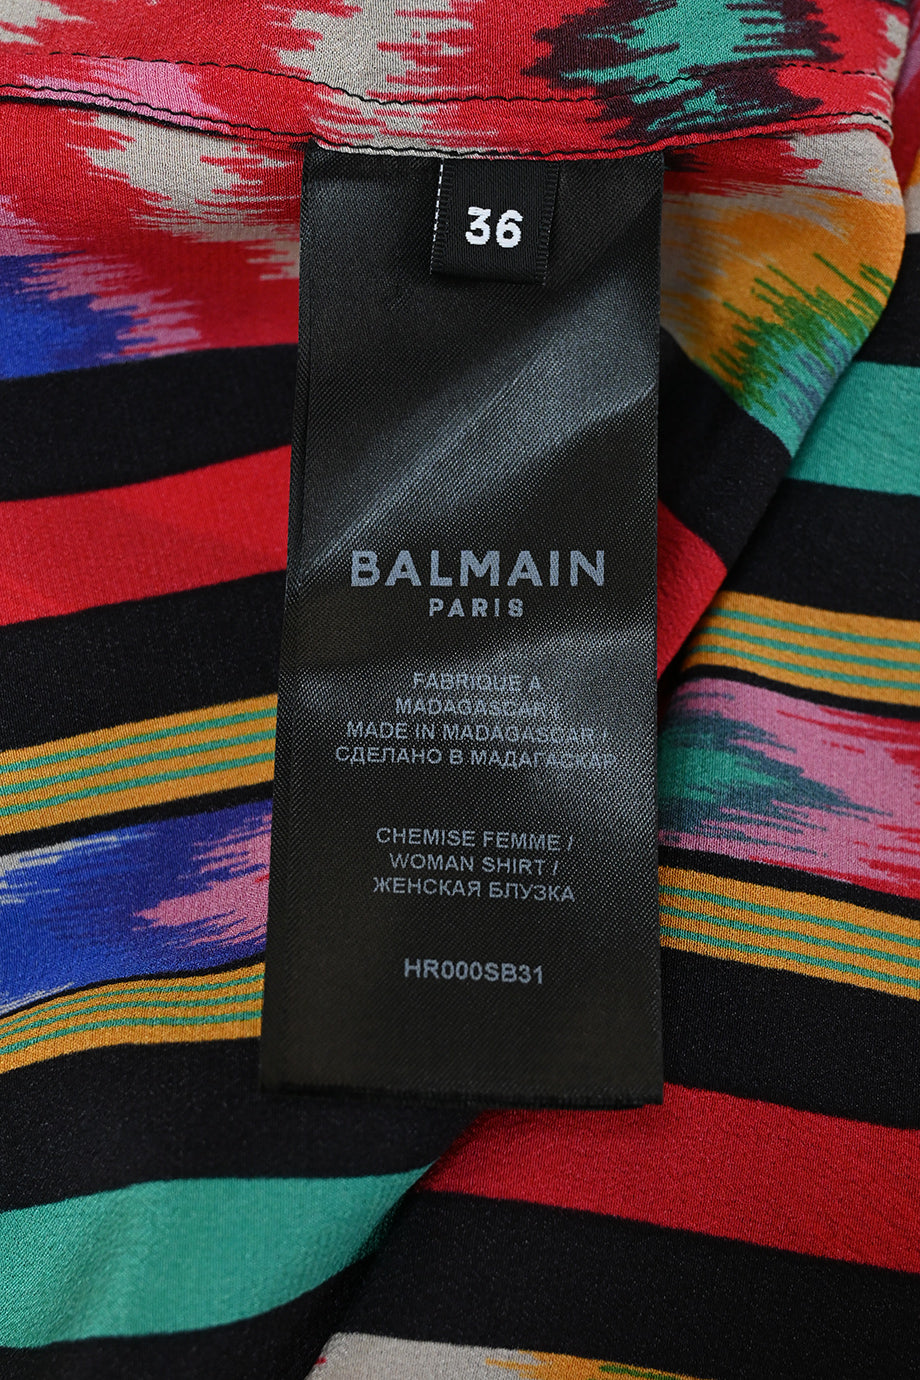 36
BALMAIN
PARIS
FABRIQUE A
MADAGASCAR /
MADE IN MADAGASCAR /
СДЕЛАНО В МАДАГАСКАР
CHEMISE FEMME /
WOMAN SHIRT /
ЖЕНСКАЯ БЛУЗКА
HR000SB31